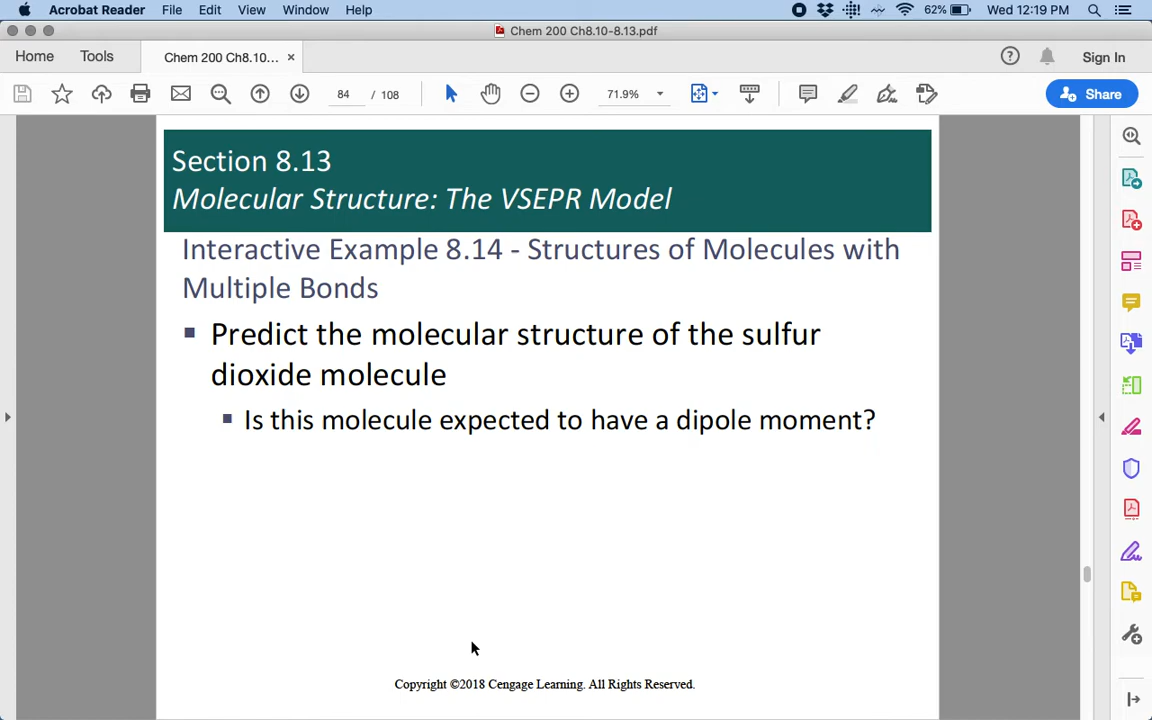 Acrobat Reader File Edit View Window Help 62% Wed 12:19 PM
Chem 200 Ch8.10-8.13.pdf
Home Tools Chem 200 Ch8.10... × Sign In
84 / 108 71.9% Share
Section 8.13
Molecular Structure: The VSEPR Model
Interactive Example 8.14 - Structures of Molecules with
Multiple Bonds
Predict the molecular structure of the sulfur
dioxide molecule
Is this molecule expected to have a dipole moment?
Copyright ©2018 Cengage Learning. All Rights Reserved.